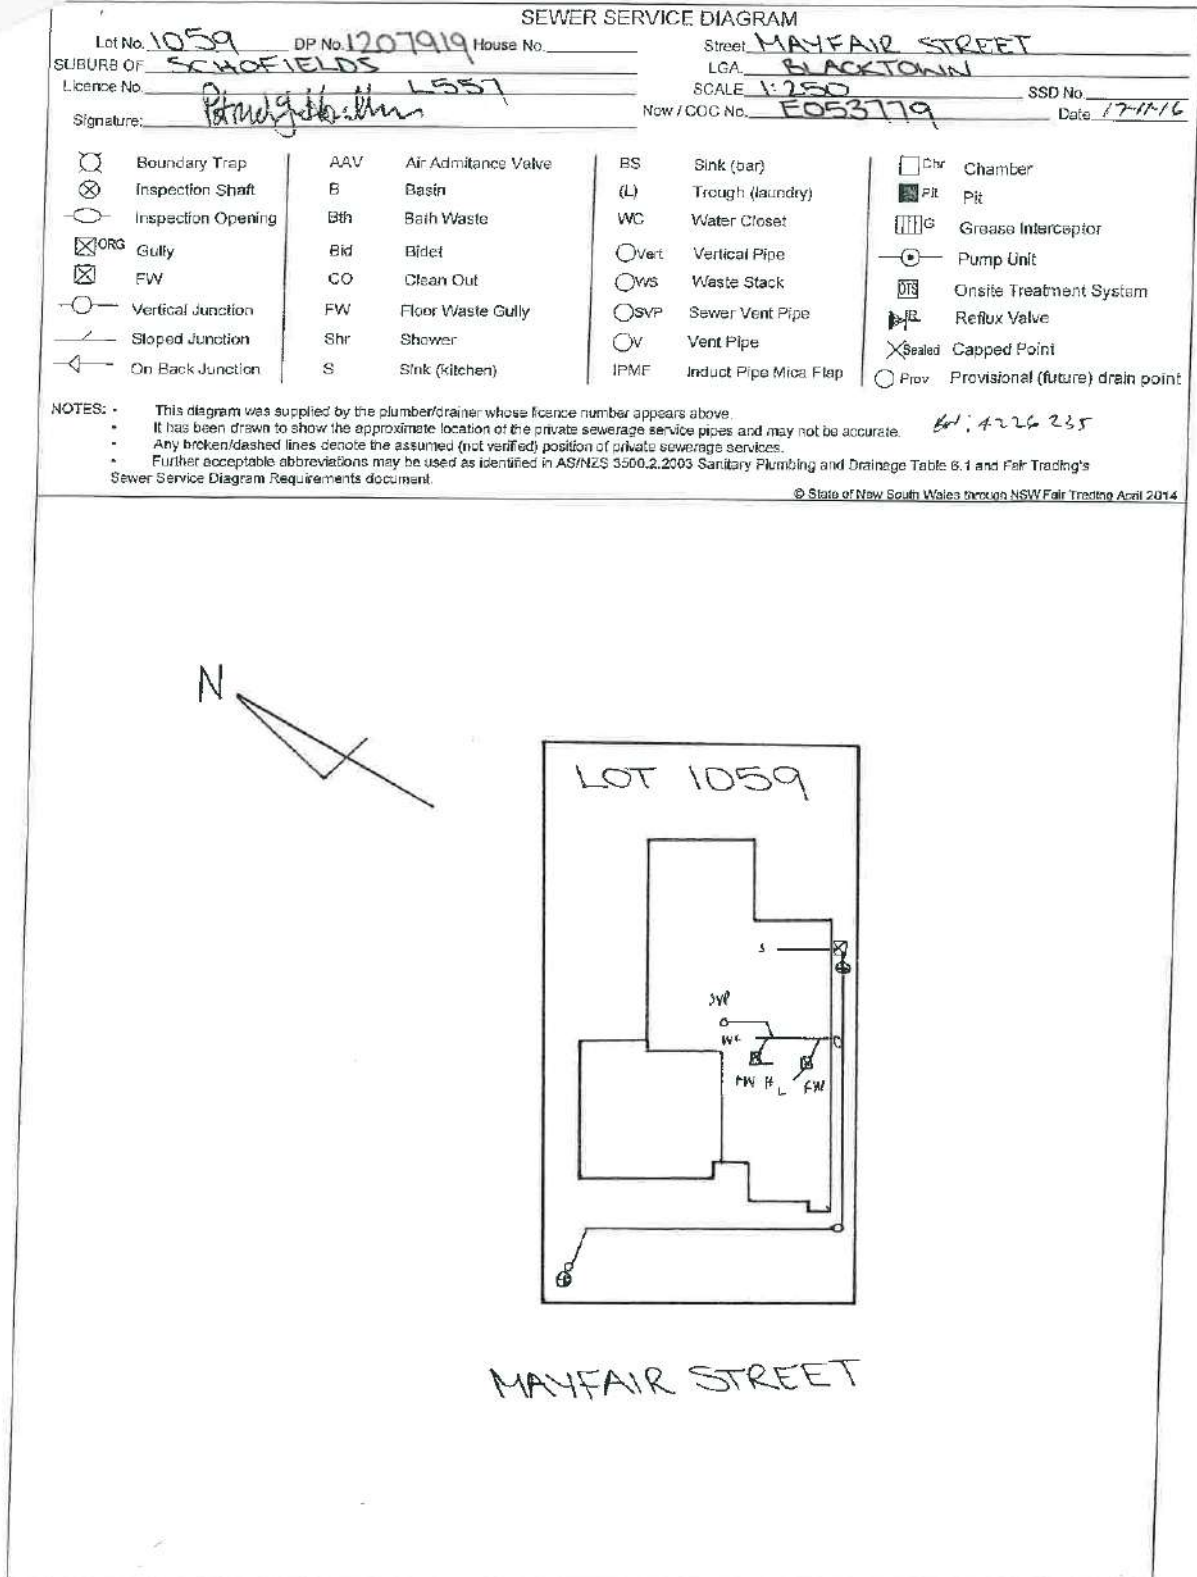 SEWER SERVICE DIAGRAM
Lot No. 1059 DP No. 1207919 House No. Street MAYFAIR STREET
SUBURB OF SCHOFIELDS LGA BLACKTOWN
Licence No. L557 SCALE 1:250 SSD No.
Signature: Now / COC No. E053779 Date 17-11-16
Boundary Trap AAV Air Admitance Valve BS Sink (bar) Chr Chamber
Inspection Shaft B Basin (L) Trough (laundry) Pit Pit
Inspection Opening Bth Bath Waste WC Water Closet G Grease Interceptor
ORG Gully Bid Bidet Vert Vertical Pipe Pump Unit
FW CO Clean Out WS Waste Stack OTS Onsite Treatment System
Vertical Junction FW Floor Waste Gully SVP Sewer Vent Pipe R Reflux Valve
Sloped Junction Shr Shower V Vent Pipe Sealed Capped Point
On Back Junction S Sink (kitchen) IPMF Induct Pipe Mica Flap Prov Provisional (future) drain point
NOTES: • This diagram was supplied by the plumber/drainer whose licence number appears above.
• It has been drawn to show the approximate location of the private sewerage service pipes and may not be accurate. 4226235
• Any broken/dashed lines denote the assumed (not verified) position of private sewerage services.
• Further acceptable abbreviations may be used as identified in AS/NZS 3500.2.2003 Sanitary Plumbing and Drainage Table 6.1 and Fair Trading's
Sewer Service Diagram Requirements document.
© State of New South Wales through NSW Fair Trading April 2014
N
LOT 1059
S
SVP
WC
FW
L
FW
MAYFAIR STREET